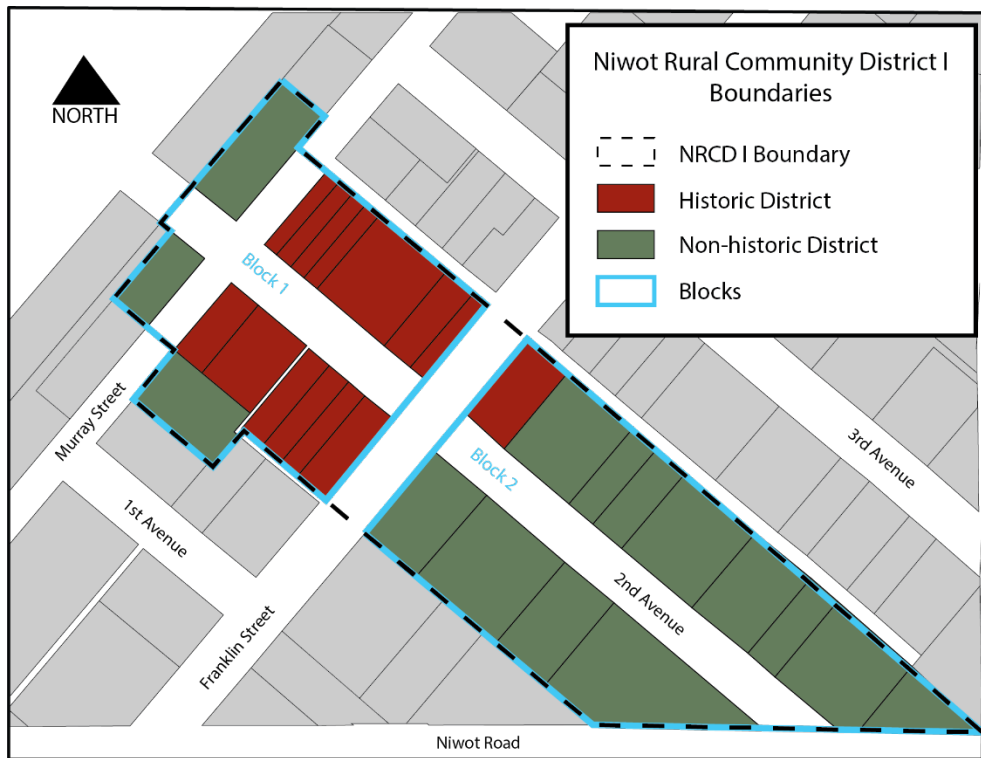 Niwot Rural Community District I
Boundaries
NORTH
NRCD I Boundary
Historic District
Non-historic District
Blocks
Block 1
Block 2
Murray Street
3rd Avenue
1st Avenue
2nd Avenue
Franklin Street
Niwot Road